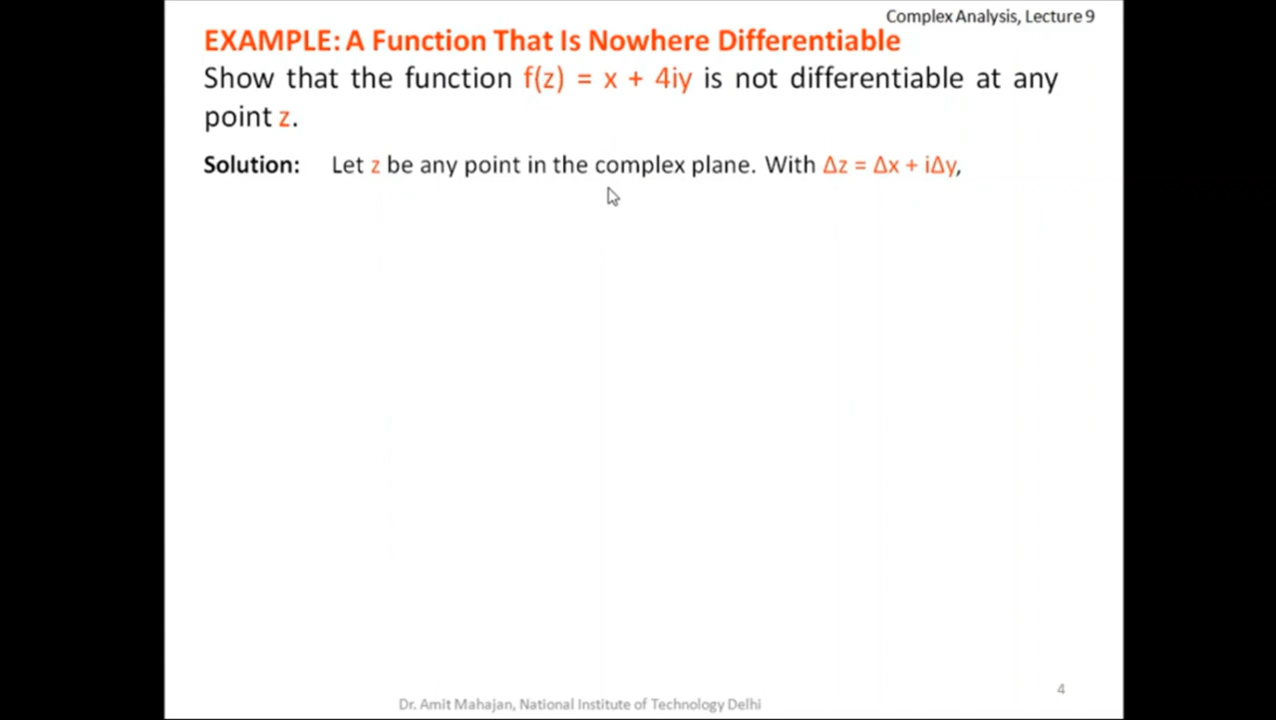 Complex Analysis, Lecture 9
EXAMPLE: A Function That Is Nowhere Differentiable
Show that the function f(z) = x + 4iy is not differentiable at any
point z.
Solution: Let z be any point in the complex plane. With Δz = Δx + iΔy,
4
Dr. Amit Mahajan, National Institute of Technology Delhi